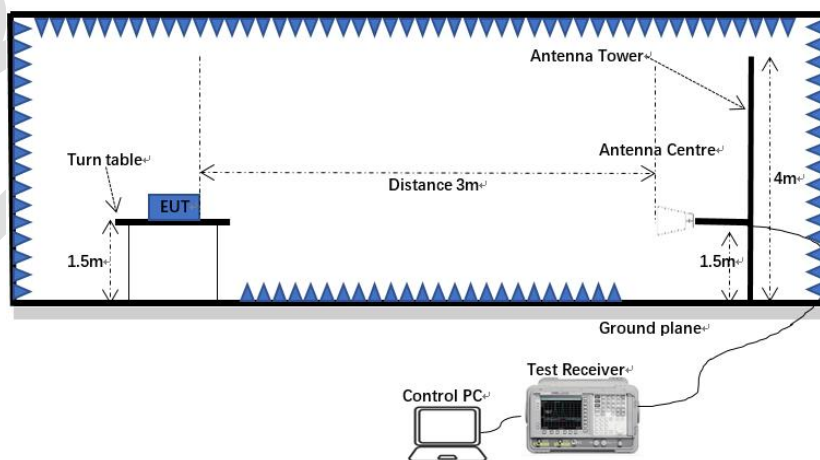 Antenna Tower↵
Antenna Centre↵
Turn table↵
Distance 3m↵
4m↵
EUT
1.5m↵
1.5m↵
Ground plane↵
Test Receiver↵
Control PC↵